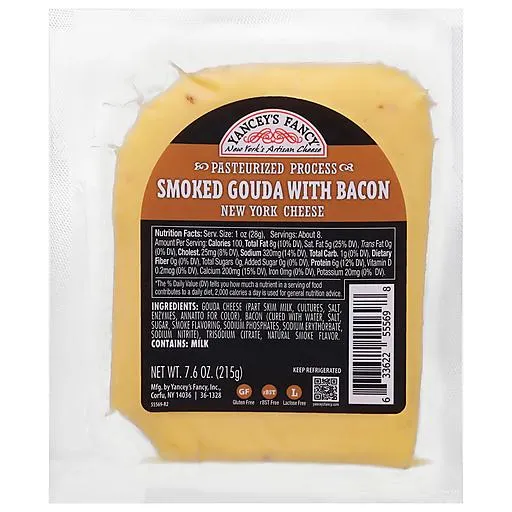 YANCEY'S FANCY
New York's Artisan Cheese
PASTEURIZED PROCESS
SMOKED GOUDA WITH BACON
NEW YORK CHEESE
Nutrition Facts: Serv. Size: 1 oz (28g), Servings: About 8,
Amount Per Serving: Calories 100, Total Fat 8g (10% DV), Sat. Fat 5g (25% DV), Trans Fat 0g
(0% DV), Cholest. 25mg (8% DV), Sodium 320mg (14% DV), Total Carb. 1g (0% DV), Dietary
Fiber 0g (0% DV), Total Sugars 0g, Added Sugar 0g (0% DV), Protein 6g (12% DV), Vitamin D
0.2mcg (0% DV), Calcium 200mg (15% DV), Iron 0mg (0% DV), Potassium 20mg (0% DV).
*The % Daily Value (DV) tells you how much a nutrient in a serving of food
contributes to a daily diet, 2,000 calories a day is used for general nutrition advice.
INGREDIENTS: GOUDA CHEESE (PART SKIM MILK, CULTURES, SALT,
ENZYMES, ANNATTO FOR COLOR), BACON (CURED WITH WATER, SALT,
SUGAR, SMOKE FLAVORING, SODIUM PHOSPHATES, SODIUM ERYTHORBATE,
SODIUM NITRITE) TRISODIUM CITRATE, NATURAL SMOKE FLAVOR.
CONTAINS: MILK
NET WT. 7.6 OZ. (215g)
Mfg. by Yancey's Fancy, Inc.,
Corfu, NY 14036 | 36-1328
55569-R2
KEEP REFRIGERATED
GF
Gluten Free
rBST
rBST Free
L
Lactose Free
yanceysfancy.com
6 33622 55569 8